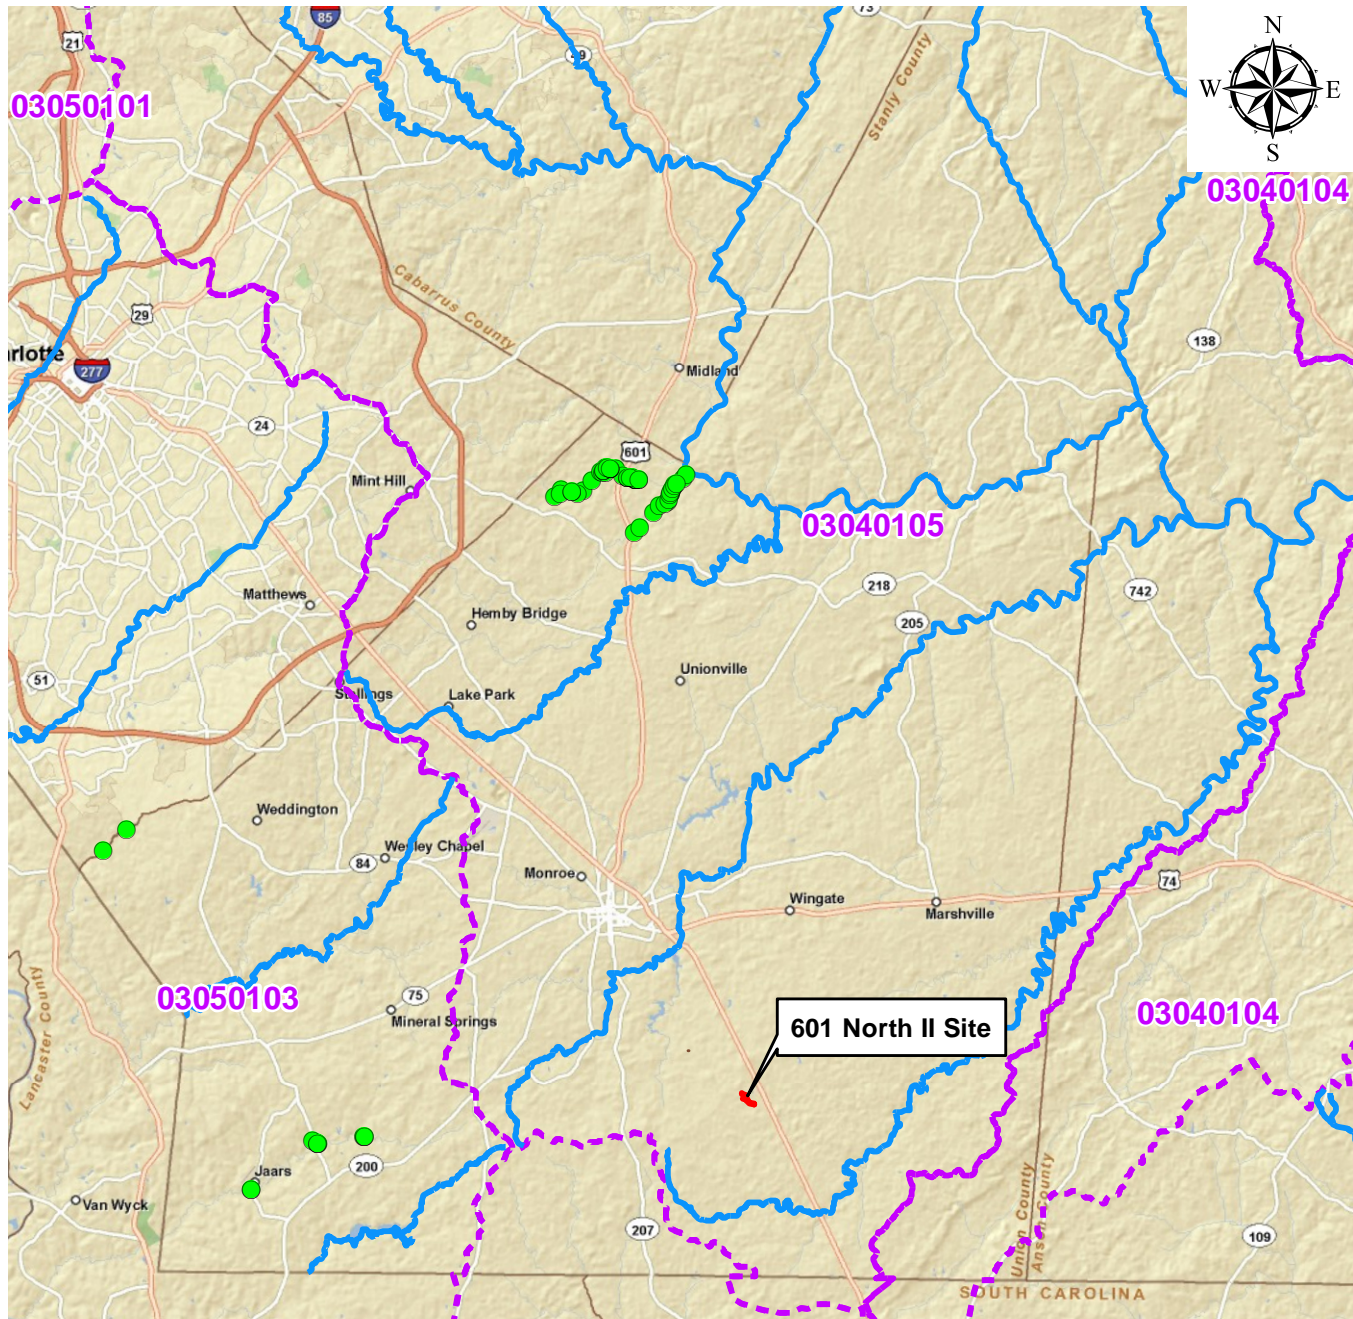 N
W
E
S
85
73
21
49
Stanly County
03050101
03040104
Cabarrus County
29
138
arlotte
277
Midland
24
601
Mint Hill
03040105
218
742
Matthews
Hemby Bridge
205
51
Unionville
Stallings
Lake Park
Weddington
84
Wesley Chapel
Monroe
74
Wingate
Marshville
Lancaster County
03050103
75
Mineral Springs
03040104
601 North II Site
Jaars
200
Van Wyck
207
Union County
Anson County
109
SOUTH CAROLINA